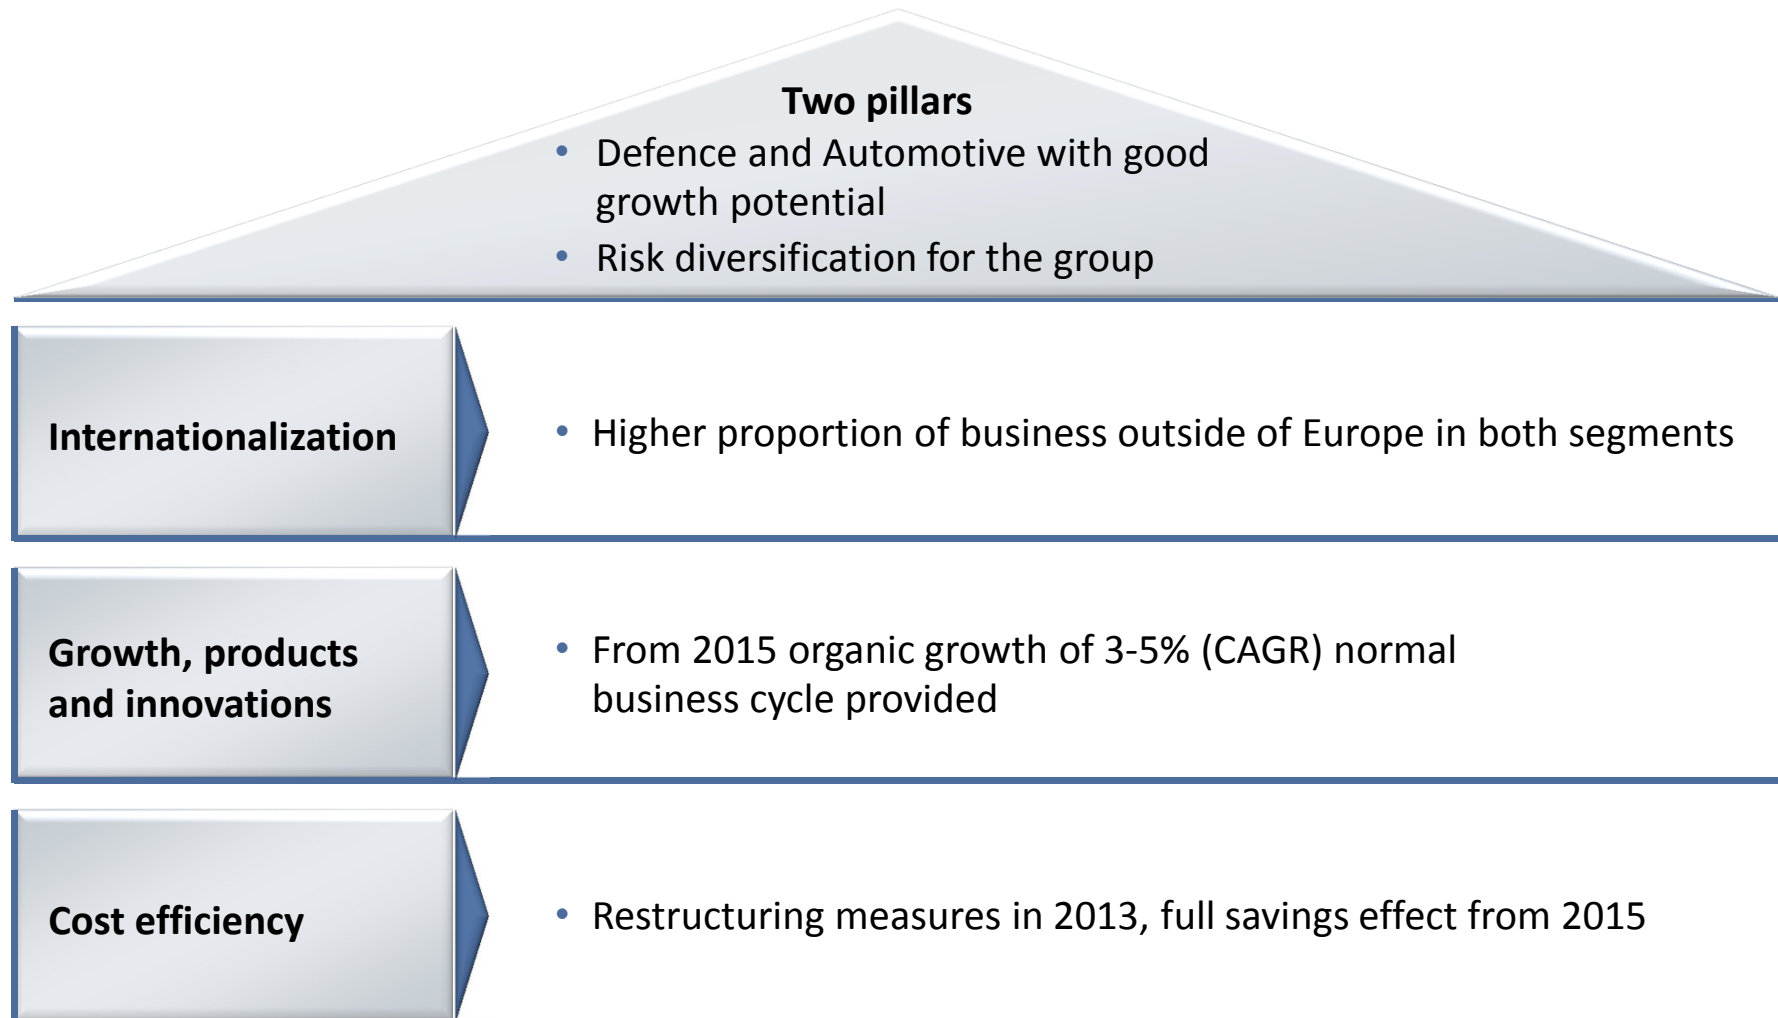 Two pillars
• Defence and Automotive with good
growth potential
• Risk diversification for the group
Internationalization
• Higher proportion of business outside of Europe in both segments
Growth, products
and innovations
• From 2015 organic growth of 3-5% (CAGR) normal
business cycle provided
Cost efficiency
• Restructuring measures in 2013, full savings effect from 2015